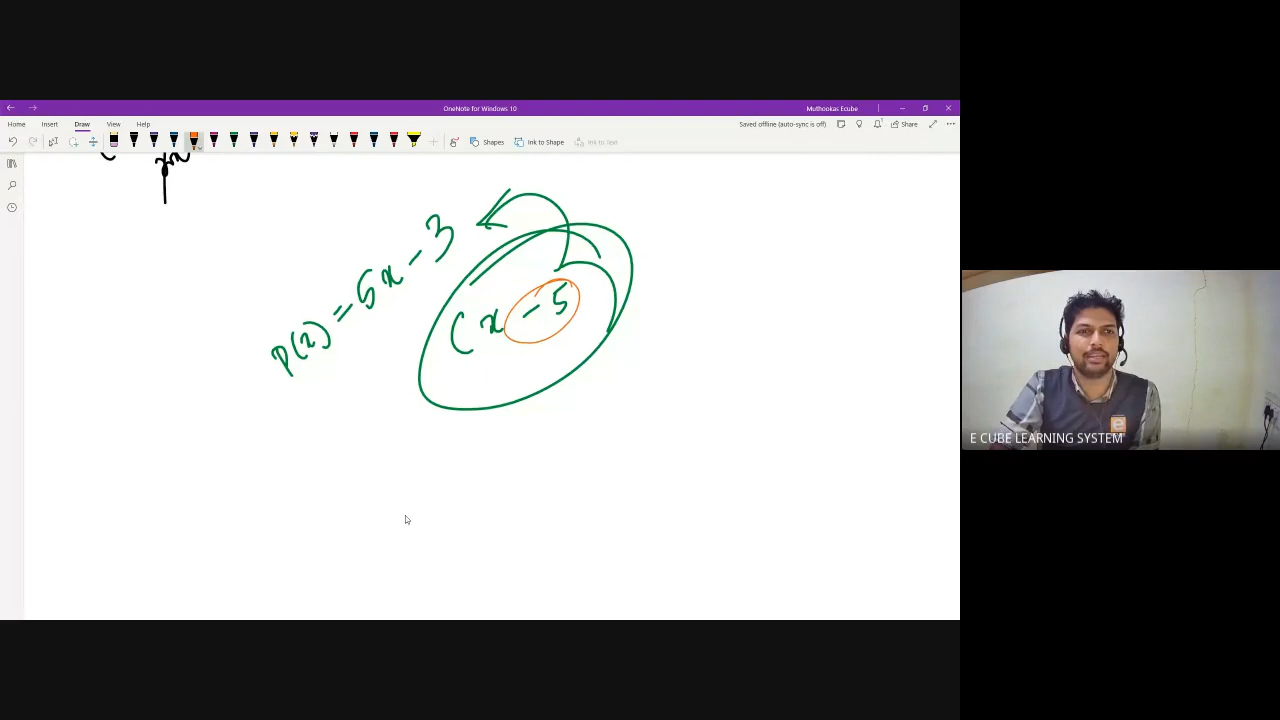 OneNote for Windows 10
Muthookas Ecube
Home Insert Draw View Help
Saved offline (auto-sync is off)
Share
Shapes
Ink to Shape
Ink to Text
p(x) = 5x - 3
(x - 5
e
E CUBE LEARNING SYSTEM